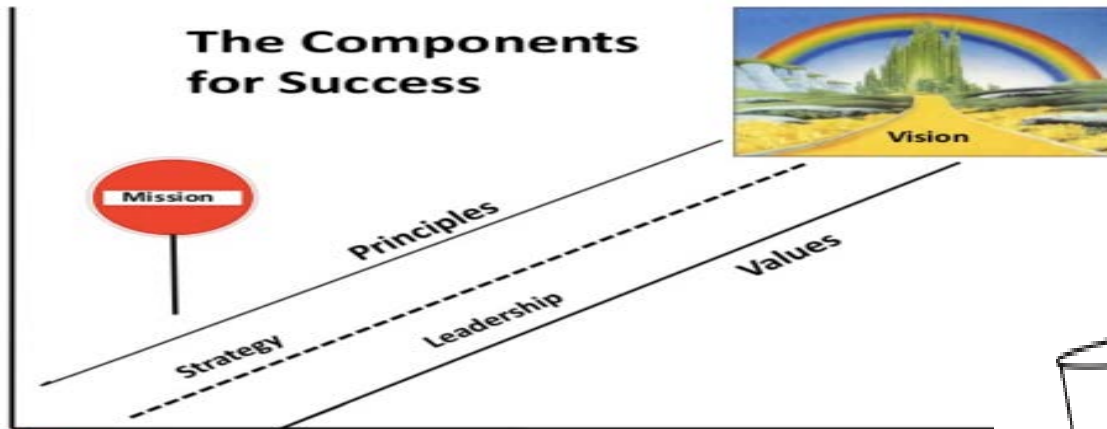 The Components
for Success
Vision
Mission
Principles
Values
Strategy
Leadership